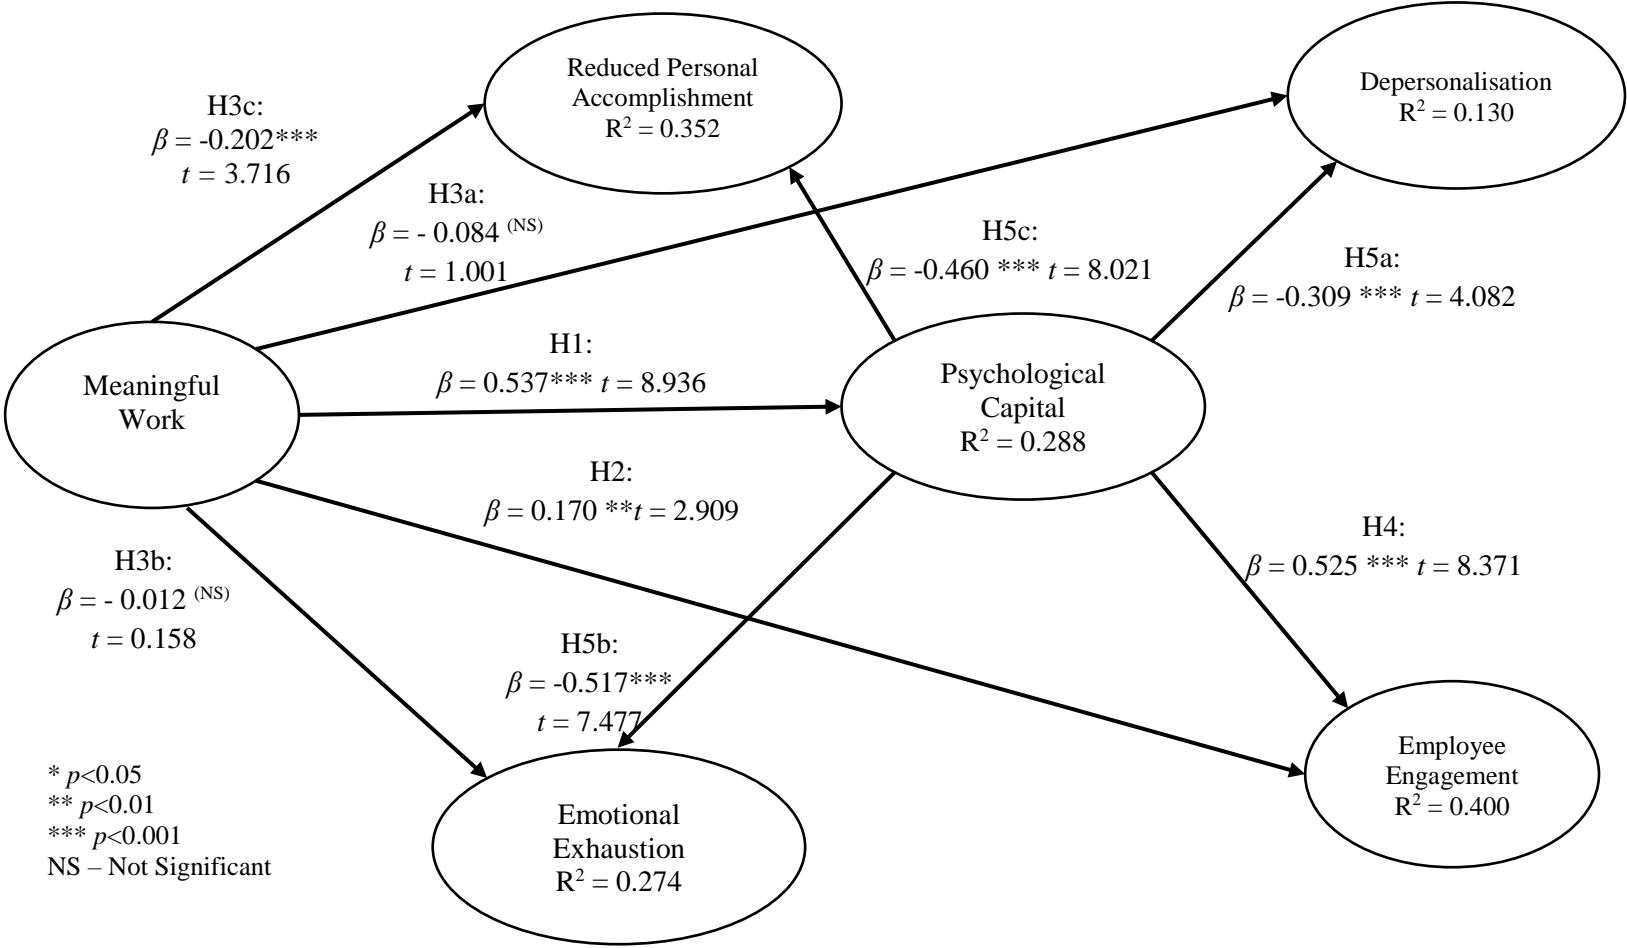 Reduced Personal
Accomplishment
R² = 0.352
Depersonalisation
R² = 0.130
H3c:
β = -0.202***
t = 3.716
H3a:
β = - 0.084 (NS)
t = 1.001
H5c:
β = -0.460 *** t = 8.021
H5a:
β = -0.309 *** t = 4.082
H1:
β = 0.537*** t = 8.936
Meaningful
Work
Psychological
Capital
R² = 0.288
H2:
β = 0.170 **t = 2.909
H4:
β = 0.525 *** t = 8.371
H3b:
β = - 0.012 (NS)
t = 0.158
H5b:
β = -0.517***
t = 7.477
Employee
Engagement
R² = 0.400
Emotional
Exhaustion
R² = 0.274
* p<0.05
** p<0.01
*** p<0.001
NS – Not Significant